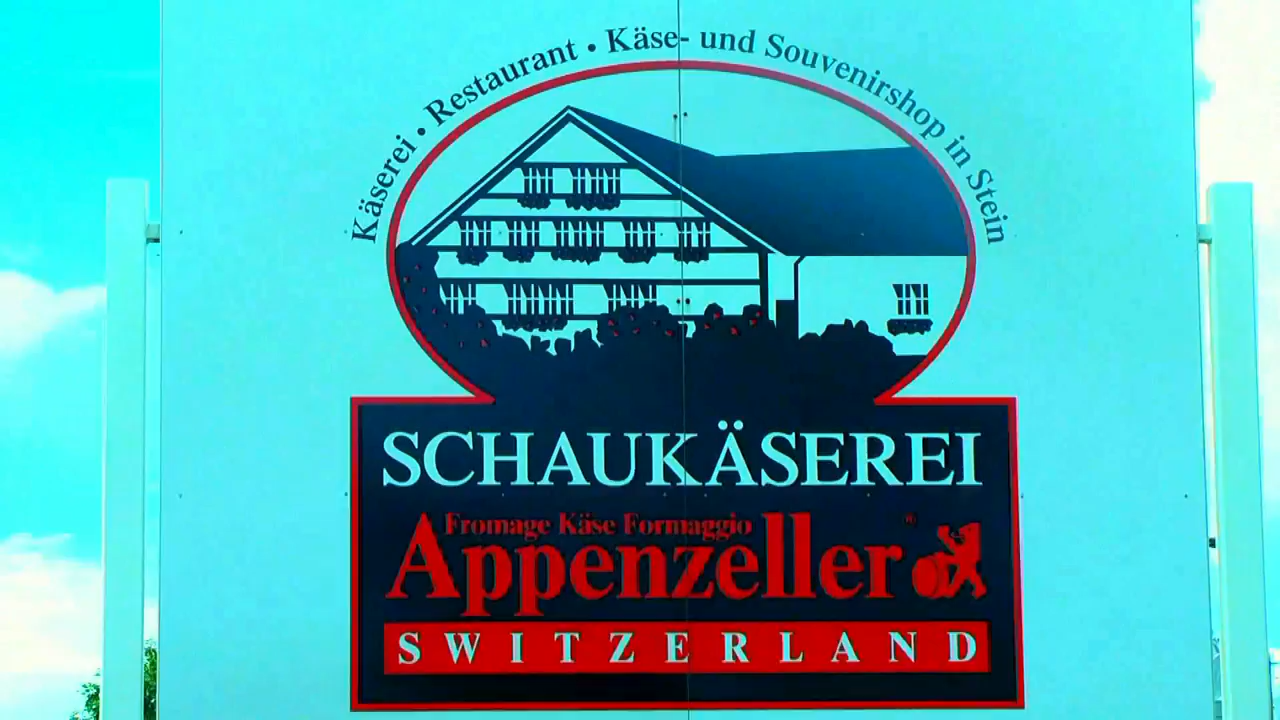 Käserei • Restaurant • Käse- und Souvenirshop in Stein
SCHAUKÄSEREI
Fromage Käse Formaggio
Appenzeller ®
SWITZERLAND